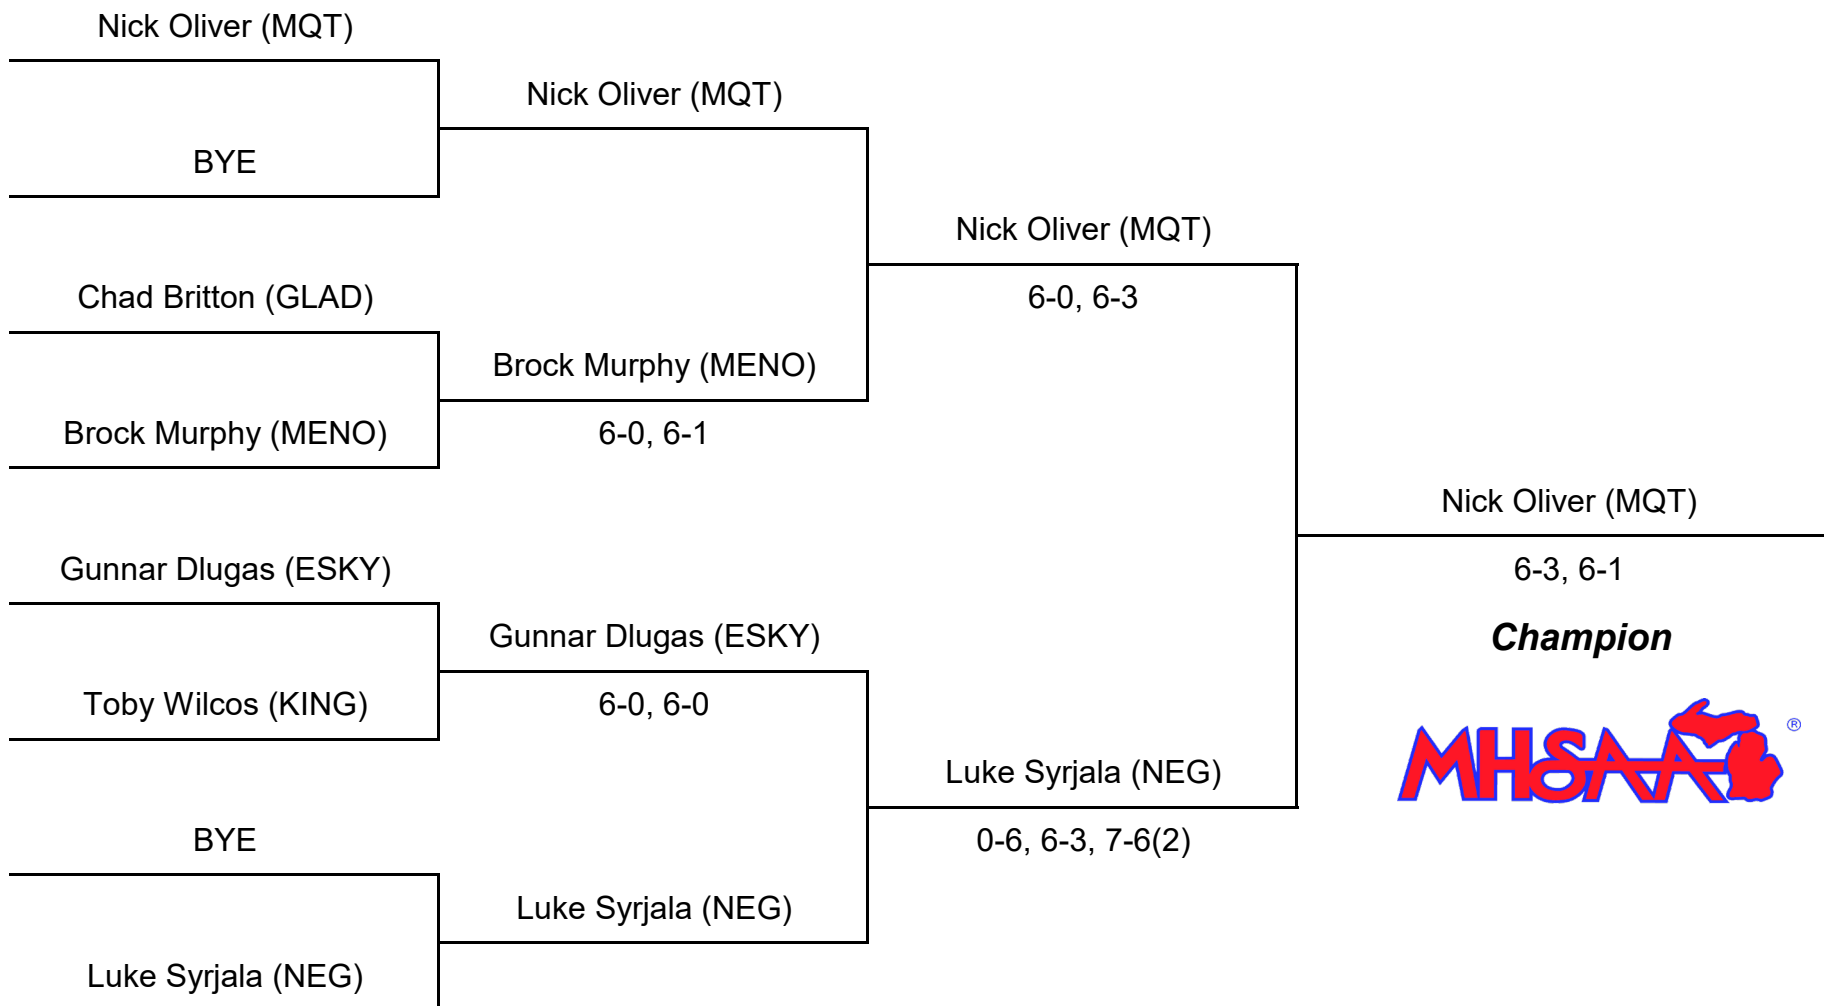 Nick Oliver (MQT)
Nick Oliver (MQT)
BYE
Nick Oliver (MQT)
Chad Britton (GLAD)
6-0, 6-3
Brock Murphy (MENO)
Brock Murphy (MENO)
6-0, 6-1
Nick Oliver (MQT)
Gunnar Dlugas (ESKY)
6-3, 6-1
Gunnar Dlugas (ESKY)
Champion
Toby Wilcos (KING)
6-0, 6-0
MHSAA ®
Luke Syrjala (NEG)
BYE
0-6, 6-3, 7-6(2)
Luke Syrjala (NEG)
Luke Syrjala (NEG)